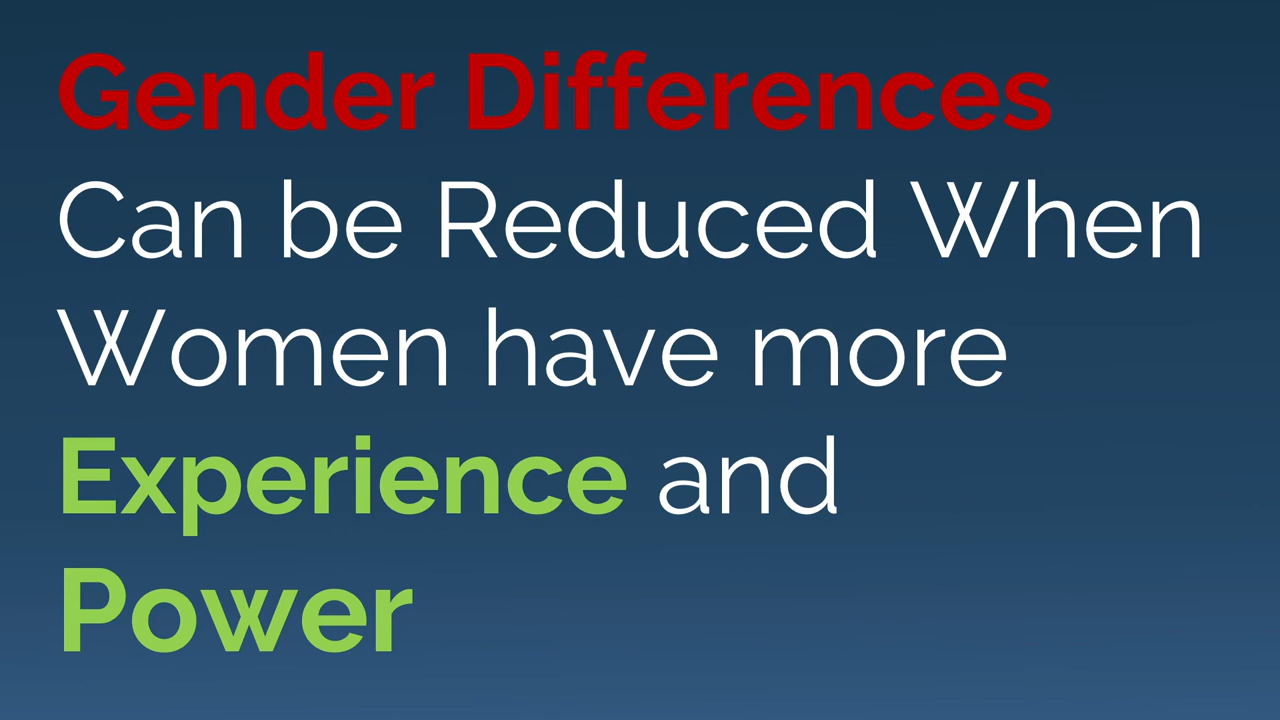 Gender Differences
Can be Reduced When
Women have more
Experience and
Power